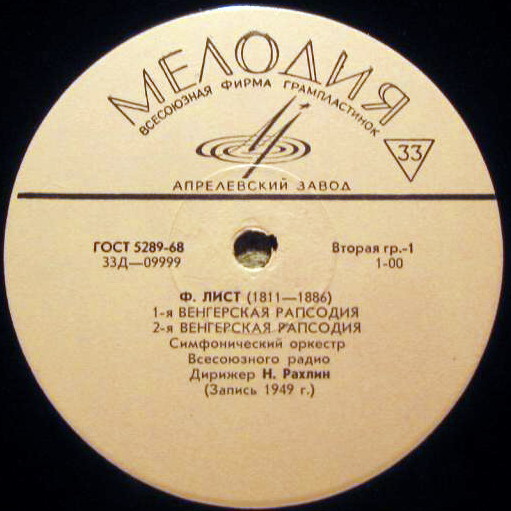 МЕЛОДИЯ
ВСЕСОЮЗНАЯ ФИРМА ГРАМПЛАСТИНОК
33
АПРЕЛЕВСКИЙ ЗАВОД
ГОСТ 5289-68
33Д—09999
Вторая гр.-1
1-00
Ф. ЛИСТ (1811—1886)
1-я ВЕНГЕРСКАЯ РАПСОДИЯ
2-я ВЕНГЕРСКАЯ РАПСОДИЯ
Симфонический оркестр
Всесоюзного радио
Дирижер Н. Рахлин
(Запись 1949 г.)